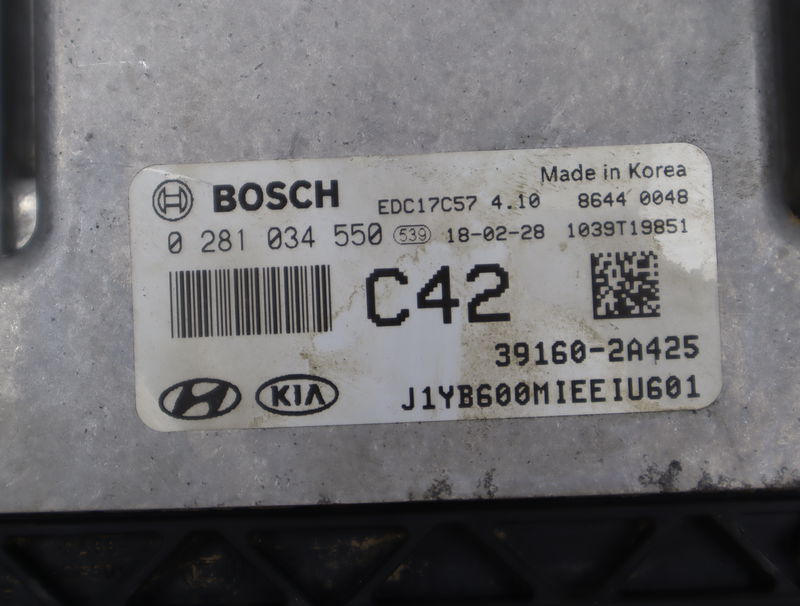 BOSCH
Made in Korea
EDC17C57 4.10 8644 0048
0 281 034 550 539 18-02-28 1039T19851
C42
39160-2A425
KIA
J1YB600MIEEIU601